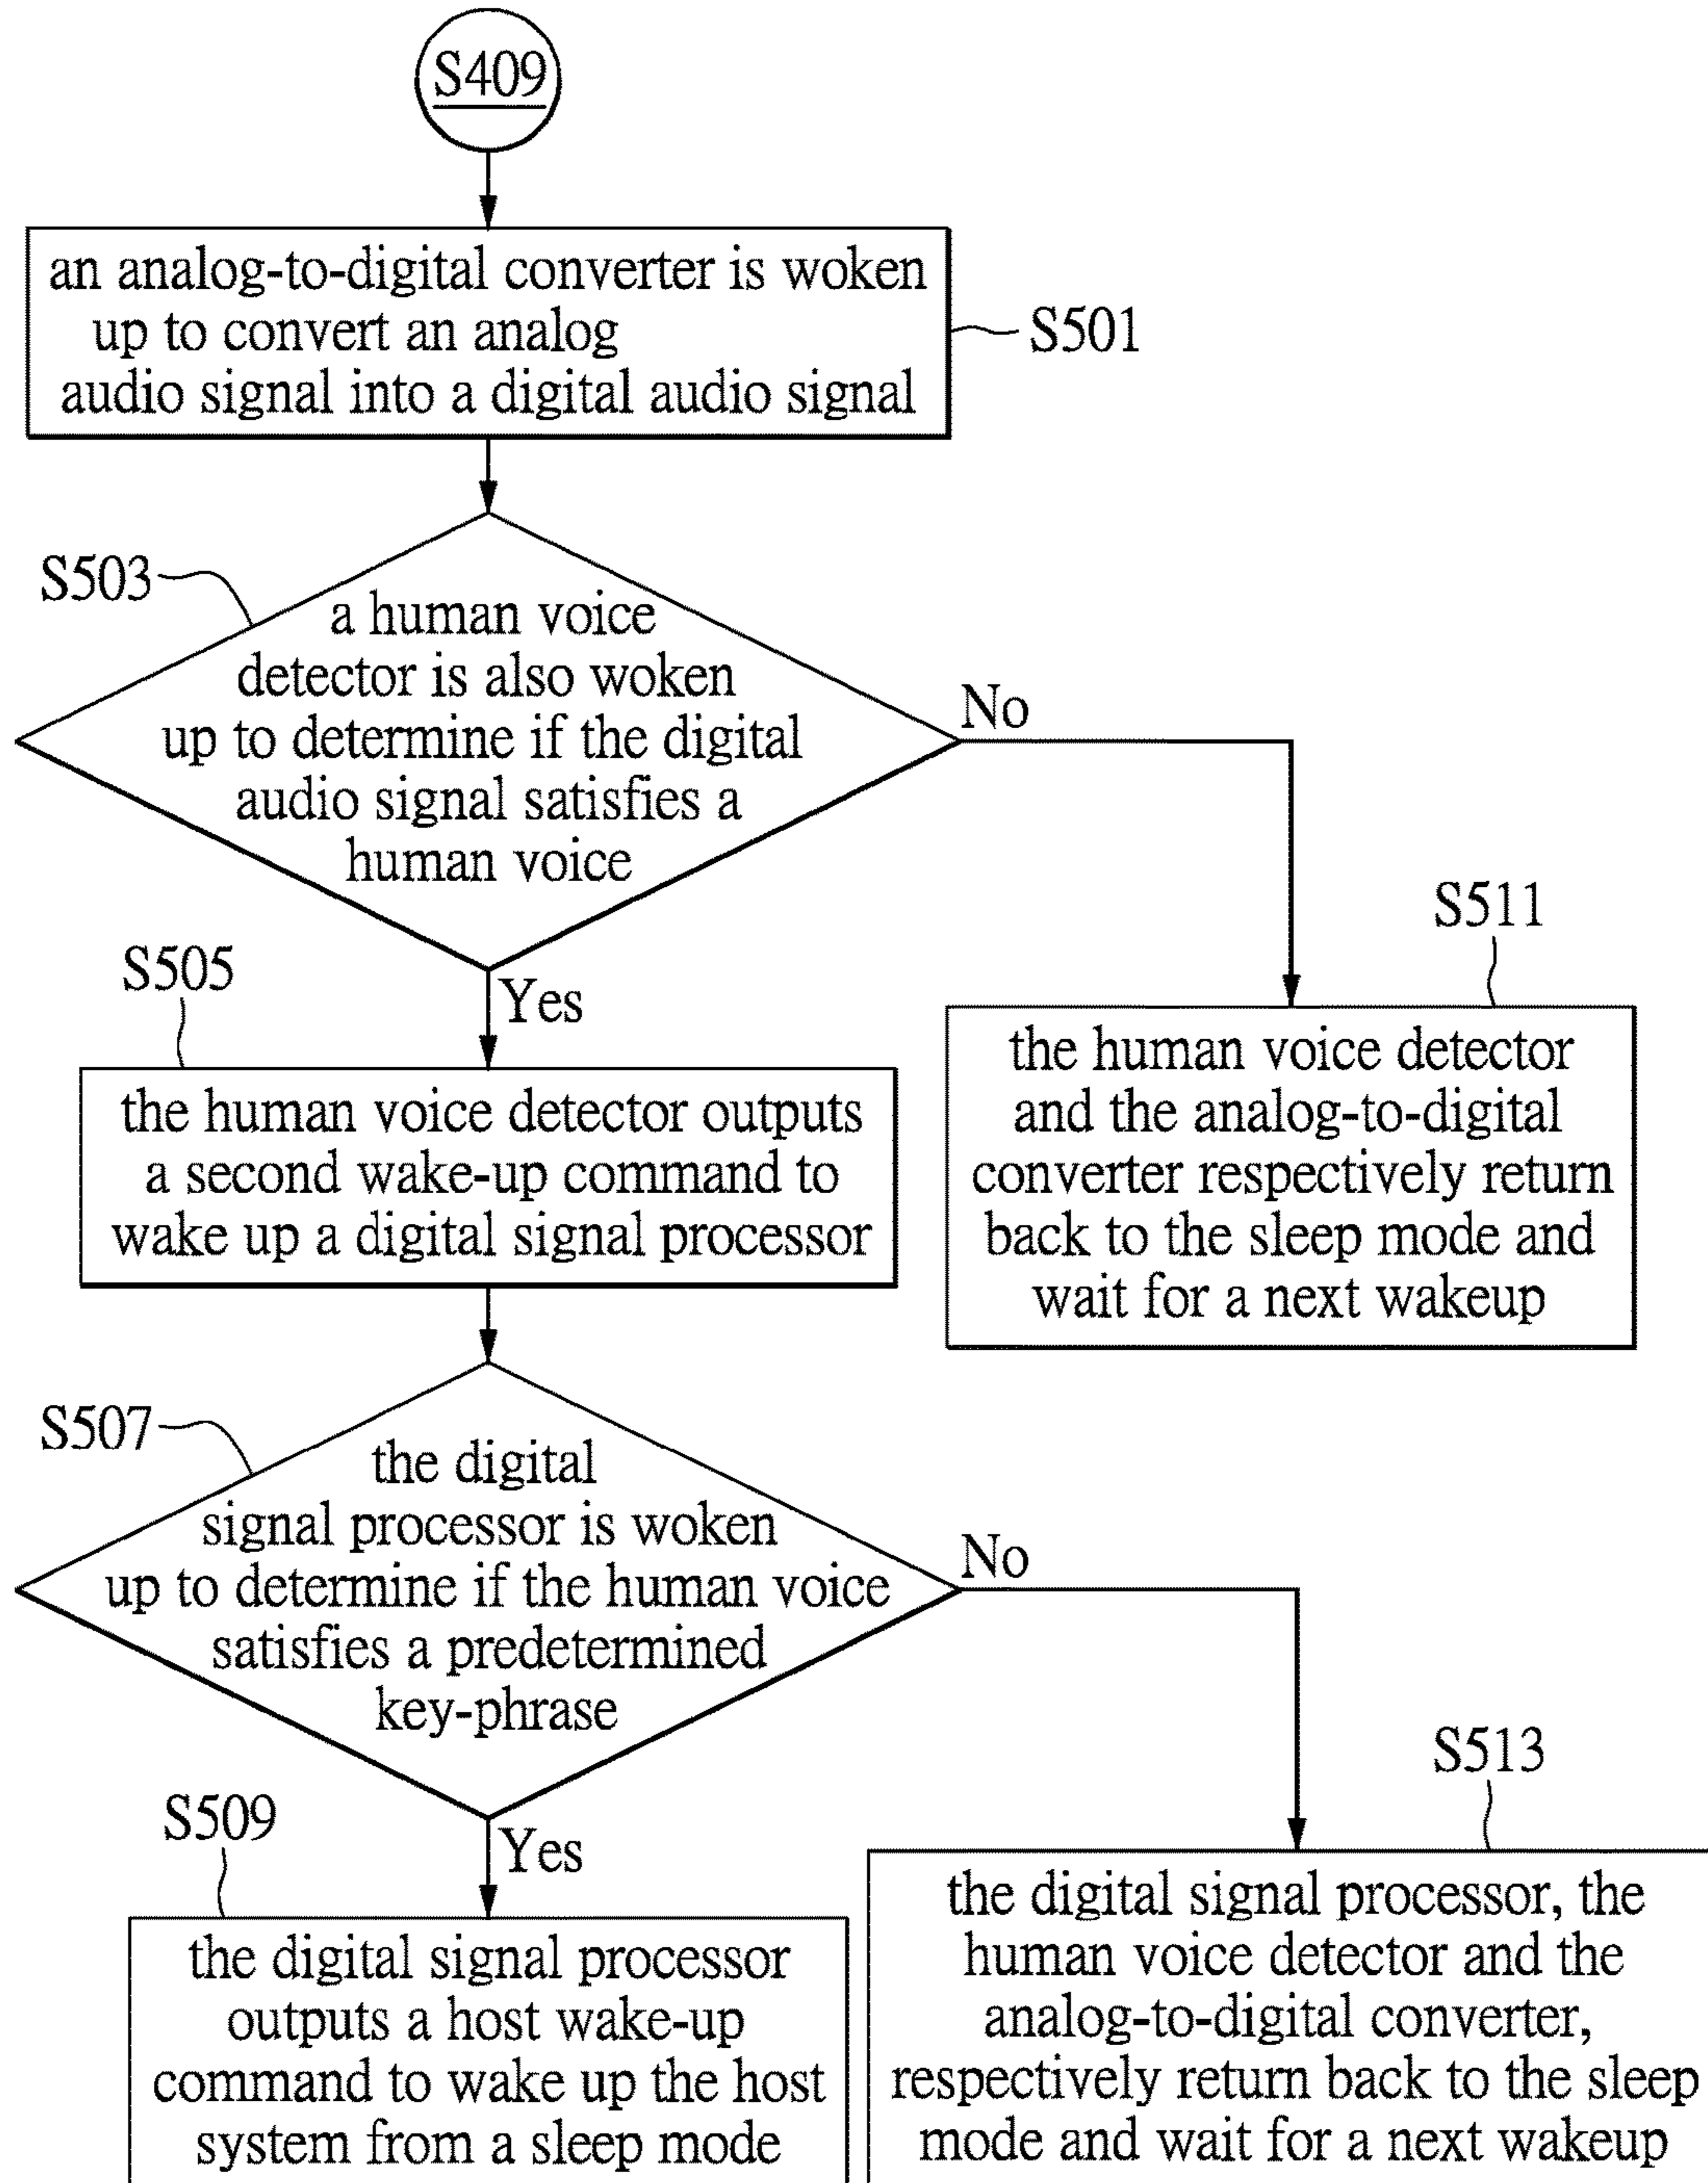 S409
an analog-to-digital converter is woken
up to convert an analog
audio signal into a digital audio signal
S501
S503
a human voice
detector is also woken
up to determine if the digital
audio signal satisfies a
human voice
No
Yes
S505
the human voice detector outputs
a second wake-up command to
wake up a digital signal processor
S511
the human voice detector
and the analog-to-digital
converter respectively return
back to the sleep mode and
wait for a next wakeup
S507
the digital
signal processor is woken
up to determine if the human voice
satisfies a predetermined
key-phrase
No
Yes
S509
the digital signal processor
outputs a host wake-up
command to wake up the host
system from a sleep mode
S513
the digital signal processor, the
human voice detector and the
analog-to-digital converter,
respectively return back to the sleep
mode and wait for a next wakeup